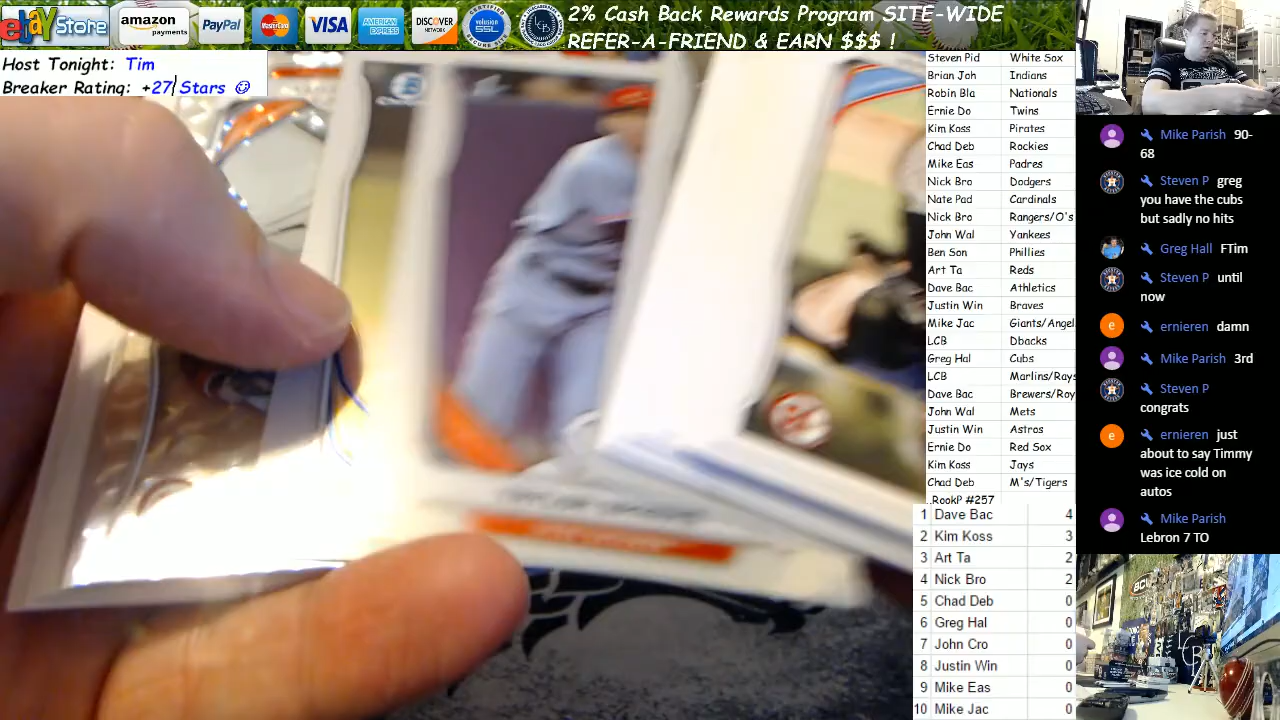 ebay Store
amazon
payments
PayPal
MasterCard
VISA
AMERICAN
EXPRESS
DISCOVER
NETWORK
volusion
SSL
2% Cash Back Rewards Program SITE-WIDE
REFER-A-FRIEND & EARN $$$ !
Host Tonight: Tim
Breaker Rating: +27 Stars
Steven Pid White Sox
Brian Joh Indians
Robin Bla Nationals
Ernie Do Twins
Kim Koss Pirates
Chad Deb Rockies
Mike Eas Padres
Nick Bro Dodgers
Nate Pad Cardinals
Nick Bro Rangers/O's
John Wal Yankees
Ben Son Phillies
Art Ta Reds
Dave Bac Athletics
Justin Win Braves
Mike Jac Giants/Angel
LCB Dbacks
Greg Hal Cubs
LCB Marlins/Rays
Dave Bac Brewers/Roy
John Wal Mets
Justin Win Astros
Ernie Do Red Sox
Kim Koss Jays
Chad Deb M's/Tigers
.RookP #257
1 Dave Bac 4
2 Kim Koss 3
3 Art Ta 2
4 Nick Bro 2
5 Chad Deb 0
6 Greg Hal 0
7 John Cro 0
8 Justin Win 0
9 Mike Eas 0
10 Mike Jac 0
Mike Parish 90-
68
Steven P greg
you have the cubs
but sadly no hits
Greg Hall FTim
Steven P until
now
e ernieren damn
Mike Parish 3rd
Steven P
congrats
e ernieren just
about to say Timmy
was ice cold on
autos
Mike Parish
Lebron 7 TO